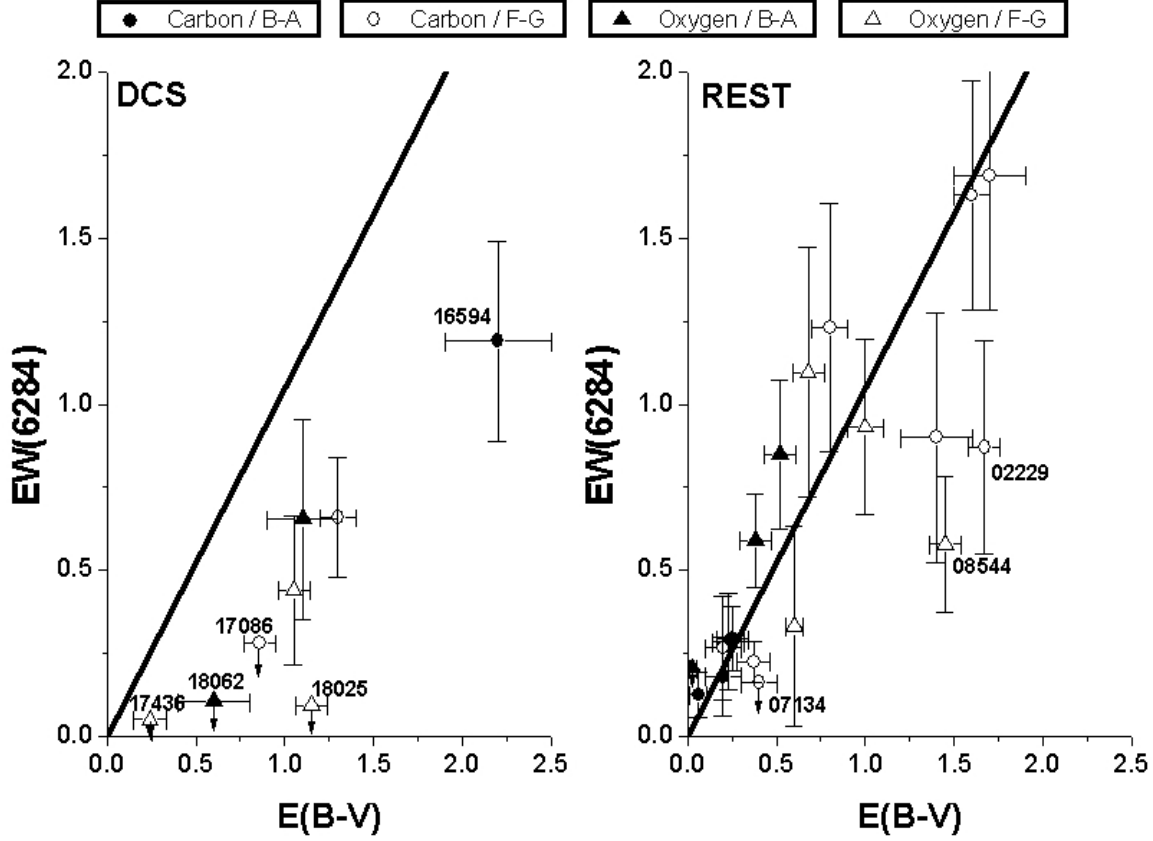 Carbon / B-A
Carbon / F-G
Oxygen / B-A
Oxygen / F-G
DCS
2.0
1.5
1.0
0.5
0.0
EW(6284)
16594
17086
18062
18025
17436
0.0 0.5 1.0 1.5 2.0 2.5
E(B-V)
REST
2.0
1.5
1.0
0.5
0.0
EW(6284)
02229
08544
07134
0.0 0.5 1.0 1.5 2.0 2.5
E(B-V)